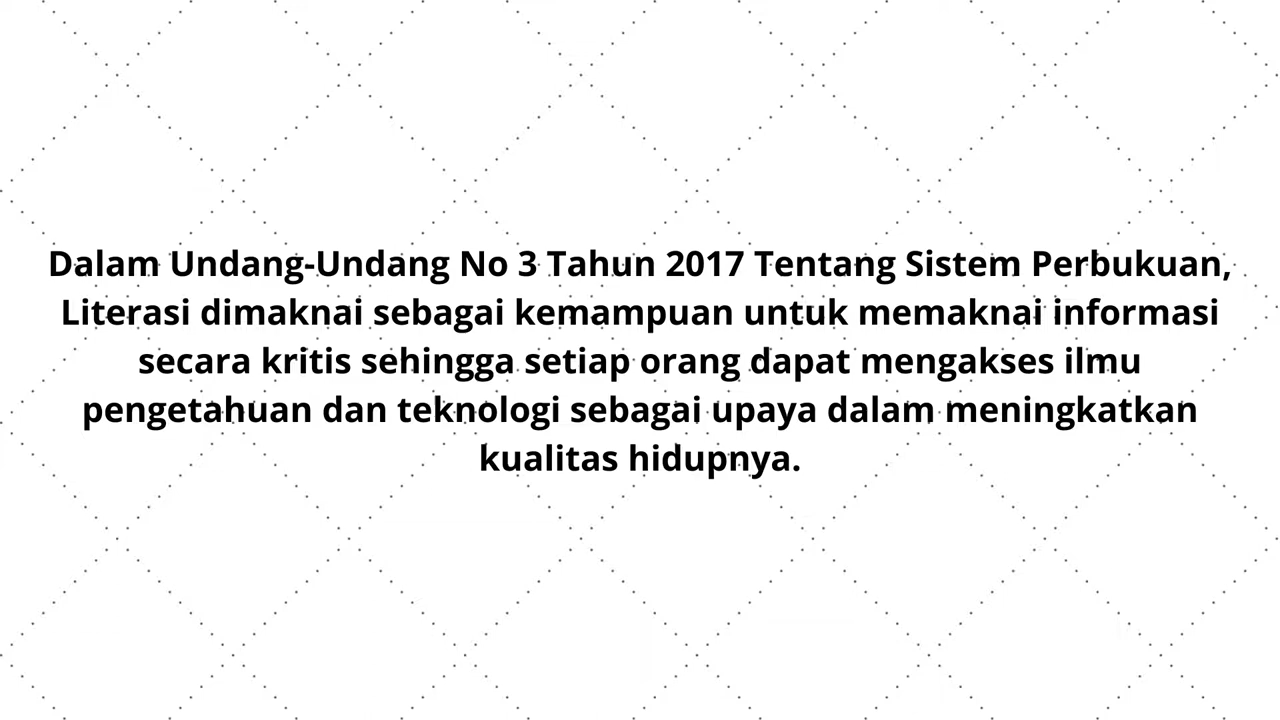 Dalam Undang-Undang No 3 Tahun 2017 Tentang Sistem Perbukuan,
Literasi dimaknai sebagai kemampuan untuk memaknai informasi
secara kritis sehingga setiap orang dapat mengakses ilmu
pengetahuan dan teknologi sebagai upaya dalam meningkatkan
kualitas hidupnya.